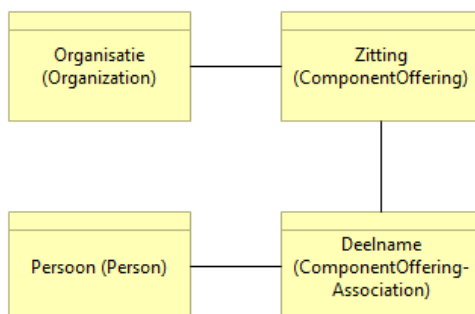 Organisatie
(Organization)
Zitting
(ComponentOffering)
Persoon (Person)
Deelname
(ComponentOffering-
Association)